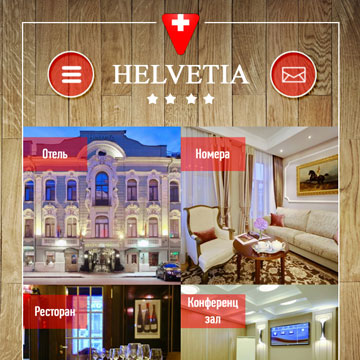 HELVETIA
Отель
Номера
Ресторан
Конференц
зал